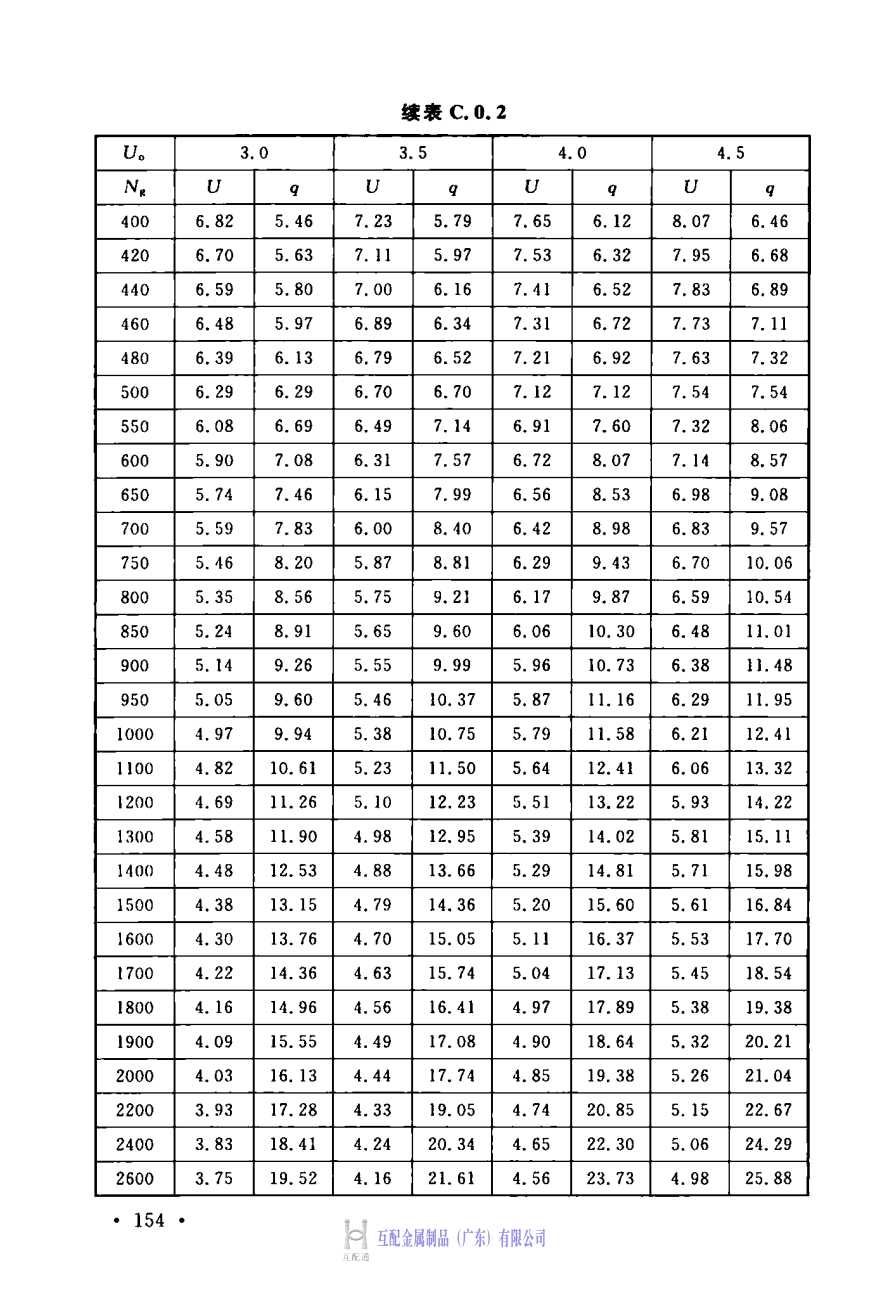 续表 C.0.2
U₀ 3.0 3.5 4.0 4.5
Ng U q U q U q U q
400 6.82 5.46 7.23 5.79 7.65 6.12 8.07 6.46
420 6.70 5.63 7.11 5.97 7.53 6.32 7.95 6.68
440 6.59 5.80 7.00 6.16 7.41 6.52 7.83 6.89
460 6.48 5.97 6.89 6.34 7.31 6.72 7.73 7.11
480 6.39 6.13 6.79 6.52 7.21 6.92 7.63 7.32
500 6.29 6.29 6.70 6.70 7.12 7.12 7.54 7.54
550 6.08 6.69 6.49 7.14 6.91 7.60 7.32 8.06
600 5.90 7.08 6.31 7.57 6.72 8.07 7.14 8.57
650 5.74 7.46 6.15 7.99 6.56 8.53 6.98 9.08
700 5.59 7.83 6.00 8.40 6.42 8.98 6.83 9.57
750 5.46 8.20 5.87 8.81 6.29 9.43 6.70 10.06
800 5.35 8.56 5.75 9.21 6.17 9.87 6.59 10.54
850 5.24 8.91 5.65 9.60 6.06 10.30 6.48 11.01
900 5.14 9.26 5.55 9.99 5.96 10.73 6.38 11.48
950 5.05 9.60 5.46 10.37 5.87 11.16 6.29 11.95
1000 4.97 9.94 5.38 10.75 5.79 11.58 6.21 12.41
1100 4.82 10.61 5.23 11.50 5.64 12.41 6.06 13.32
1200 4.69 11.26 5.10 12.23 5.51 13.22 5.93 14.22
1300 4.58 11.90 4.98 12.95 5.39 14.02 5.81 15.11
1400 4.48 12.53 4.88 13.66 5.29 14.81 5.71 15.98
1500 4.38 13.15 4.79 14.36 5.20 15.60 5.61 16.84
1600 4.30 13.76 4.70 15.05 5.11 16.37 5.53 17.70
1700 4.22 14.36 4.63 15.74 5.04 17.13 5.45 18.54
1800 4.16 14.96 4.56 16.41 4.97 17.89 5.38 19.38
1900 4.09 15.55 4.49 17.08 4.90 18.64 5.32 20.21
2000 4.03 16.13 4.44 17.74 4.85 19.38 5.26 21.04
2200 3.93 17.28 4.33 19.05 4.74 20.85 5.15 22.67
2400 3.83 18.41 4.24 20.34 4.65 22.30 5.06 24.29
2600 3.75 19.52 4.16 21.61 4.56 23.73 4.98 25.88
• 154 •
互配金属制品（广东）有限公司
互配通